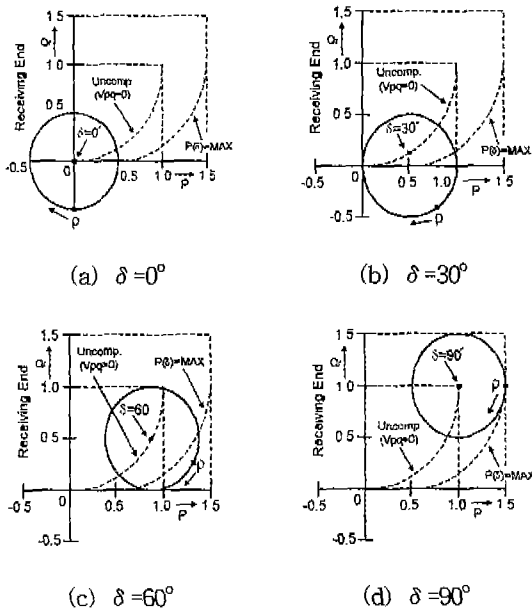 1.5
Receiving End
Qr
1.0
Uncomp.
(Vpq=0)
0.5
δ=0°
P(δ)=MAX
-0.5
0
0.5
1.0
1.5
P
-0.5
ρ
(a) δ=0°
1.5
Receiving End
Qr
1.0
Uncomp.
(Vpq=0)
0.5
δ=30°
P(δ)=MAX
-0.5
0
0.5
1.0
1.5
P
-0.5
ρ
(b) δ=30°
1.5
Receiving End
Qr
Uncomp.
(Vpq=0)
P(δ)=MAX
1.0
δ=60
0.5
ρ
-0.5
0
0.5
1.0
1.5
P
-0.5
(c) δ=60°
1.5
Receiving End
Qr
δ=90°
1.0
ρ
Uncomp
(Vpq=0)
0.5
P(δ)=MAX
-0.5
0
0.5
1.0
1.5
P
-0.5
(d) δ=90°